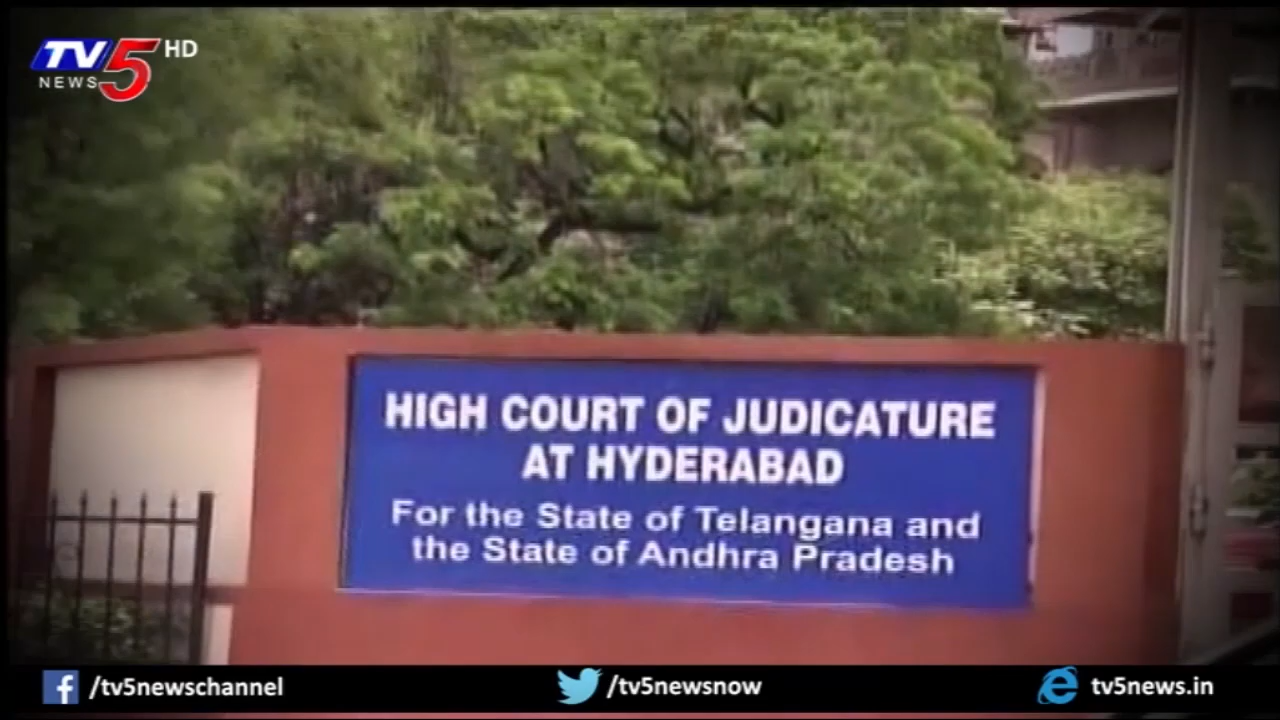 TV5 HD
NEWS
HIGH COURT OF JUDICATURE
AT HYDERABAD
For the State of Telangana and
the State of Andhra Pradesh
/tv5newschannel
/tv5newsnow
tv5news.in